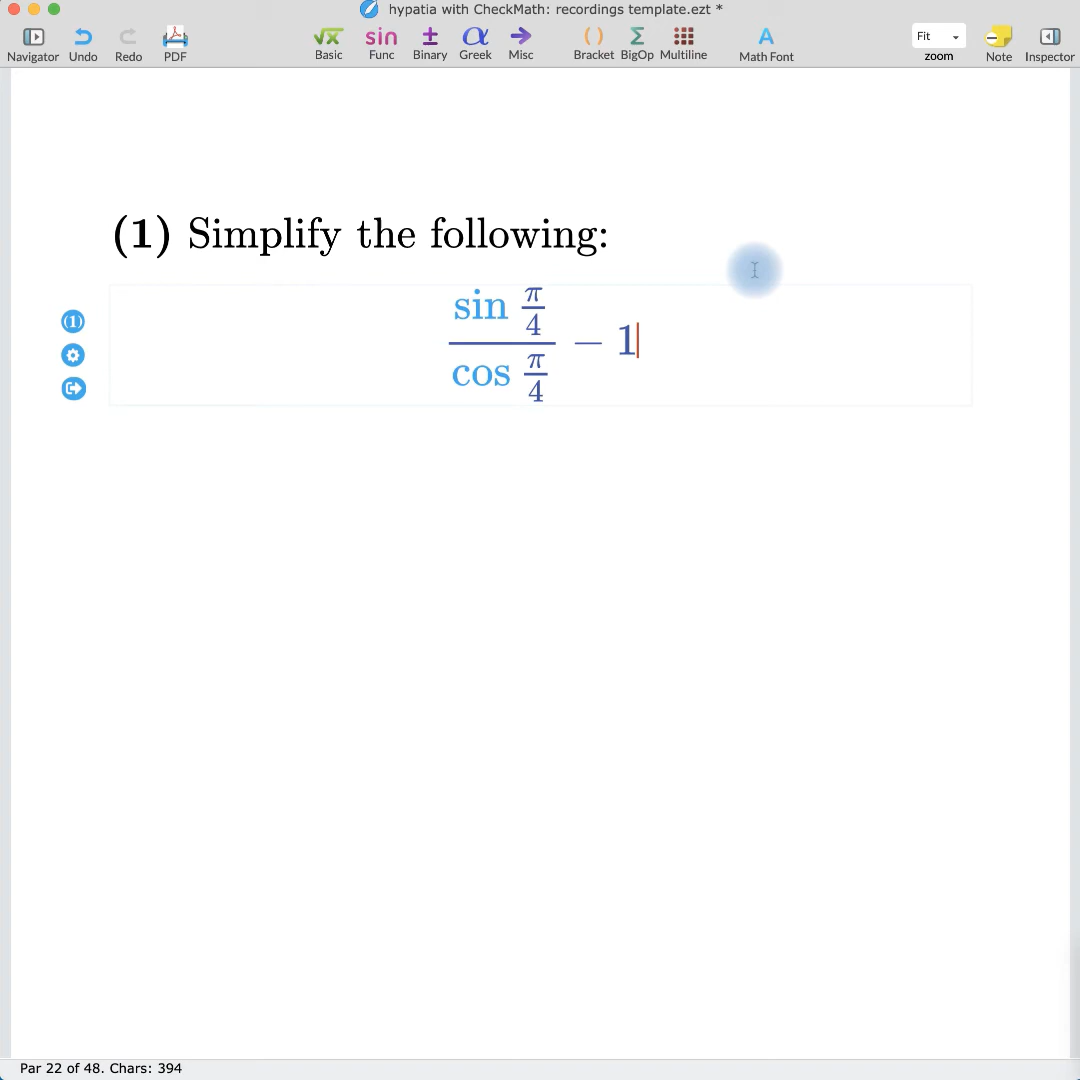 hypatia with CheckMath: recordings template.ezt *
Navigator Undo Redo PDF √x Basic sin Func ± Binary α Greek → Misc ( ) Bracket Σ BigOp Multiline A Math Font Fit zoom Note Inspector
(1) Simplify the following:
(1)
sin π/4
cos π/4
− 1
Par 22 of 48. Chars: 394